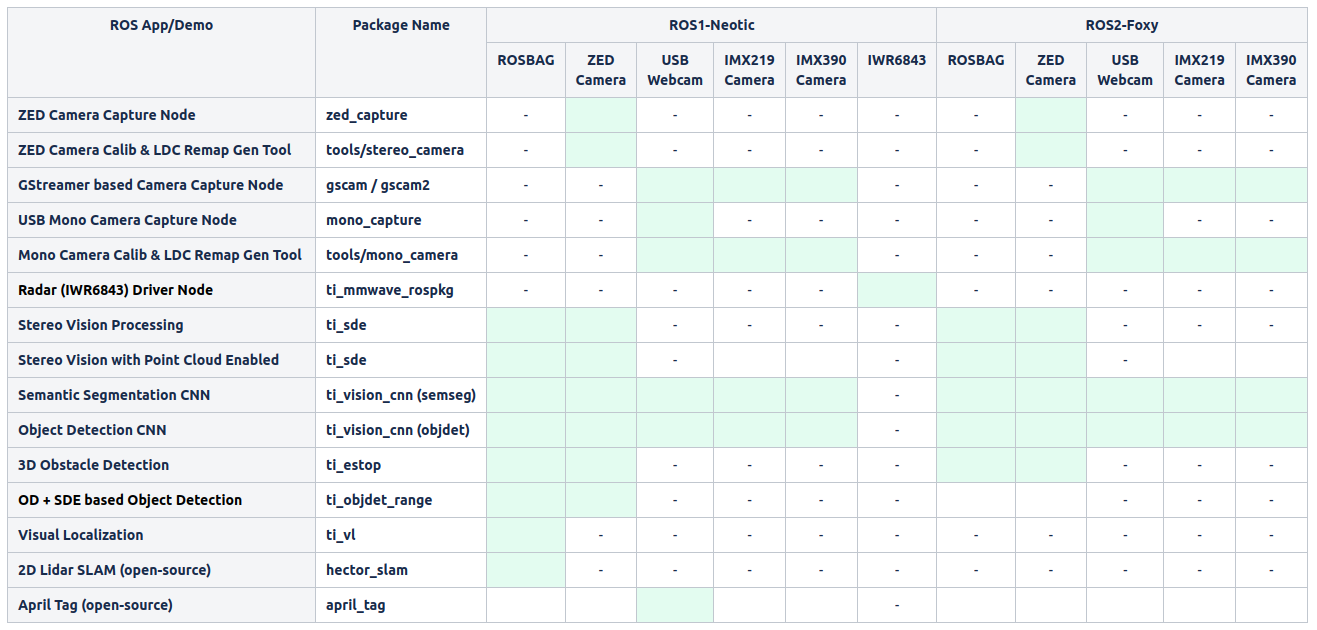 ROS App/Demo Package Name ROS1-Neotic ROS2-Foxy
ROSBAG ZED Camera USB Webcam IMX219 Camera IMX390 Camera IWR6843 ROSBAG ZED Camera USB Webcam IMX219 Camera IMX390 Camera
ZED Camera Capture Node zed_capture - - - - - - - - -
ZED Camera Calib & LDC Remap Gen Tool tools/stereo_camera - - - - - - - - -
GStreamer based Camera Capture Node gscam / gscam2 - - - - -
USB Mono Camera Capture Node mono_capture - - - - - - - - -
Mono Camera Calib & LDC Remap Gen Tool tools/mono_camera - - - - -
Radar (IWR6843) Driver Node ti_mmwave_rospkg - - - - - - - - - -
Stereo Vision Processing ti_sde - - - - - - -
Stereo Vision with Point Cloud Enabled ti_sde - - -
Semantic Segmentation CNN ti_vision_cnn (semseg) -
Object Detection CNN ti_vision_cnn (objdet) -
3D Obstacle Detection ti_estop - - - - - - -
OD + SDE based Object Detection ti_objdet_range - - - - - - -
Visual Localization ti_vl - - - - - - - - - -
2D Lidar SLAM (open-source) hector_slam - - - - - - - - - -
April Tag (open-source) april_tag -